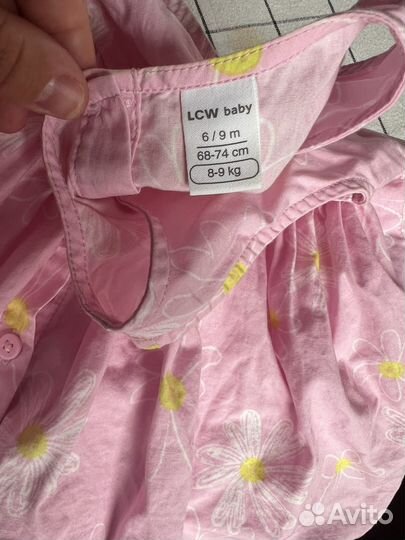 LCW baby
6 / 9 m
68-74 cm
8-9 kg
Avito